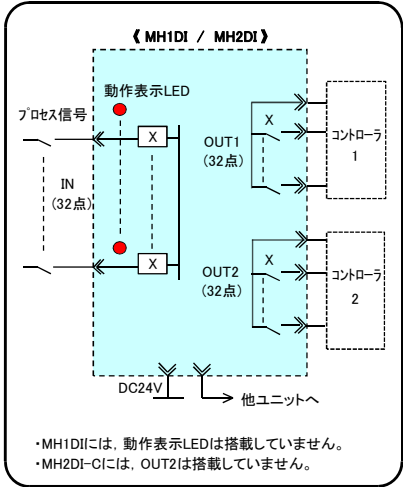 《 MH1DI / MH2DI 》
動作表示LED
プロセス信号
X
IN
(32点)
X
OUT1
(32点)
X
コントローラ
1
OUT2
(32点)
X
コントローラ
2
DC24V
他ユニットへ
・MH1DIには，動作表示LEDは搭載していません。
・MH2DI-Cには，OUT2は搭載していません。